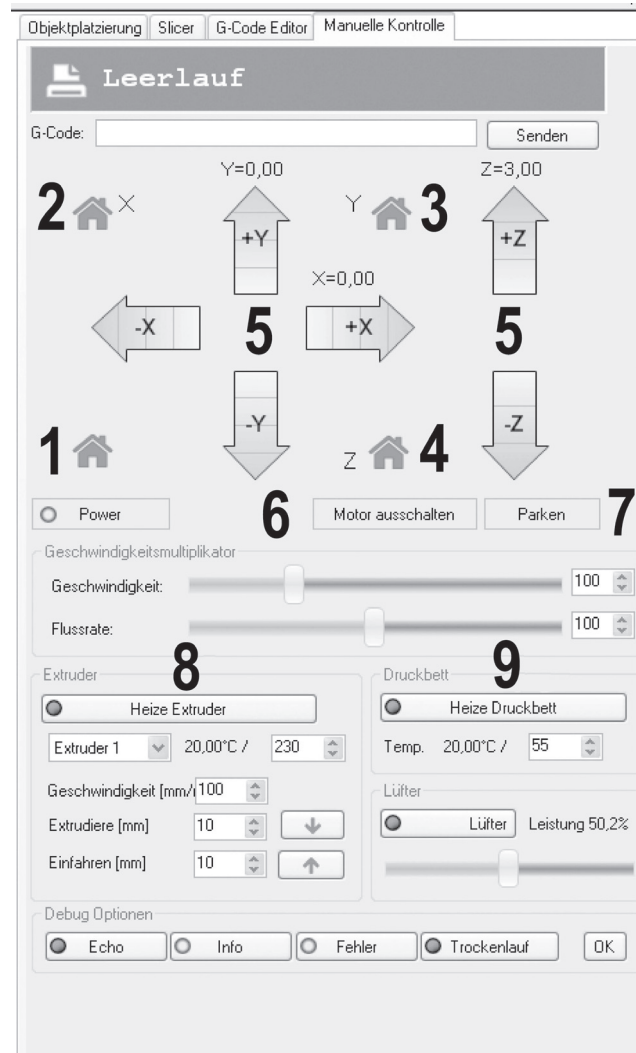 Objektplatzierung Slicer G-Code Editor Manuelle Kontrolle
Leerlauf
G-Code: Senden
Y=0,00 Z=3,00
2 X Y 3
+Y +Z
X=0,00
-X 5 +X 5
-Y -Z
1 Z 4
Power 6 Motor ausschalten Parken 7
Geschwindigkeitsmultiplikator
Geschwindigkeit: 100
Flussrate: 100
8 9
Extruder Druckbett
Heize Extruder Heize Druckbett
Extruder 1 20,00°C / 230 Temp. 20,00°C / 55
Geschwindigkeit [mm/ 100 Lüfter
Extrudiere [mm] 10 Lüfter Leistung 50,2%
Einfahren [mm] 10
Debug Optionen
Echo Info Fehler Trockenlauf OK